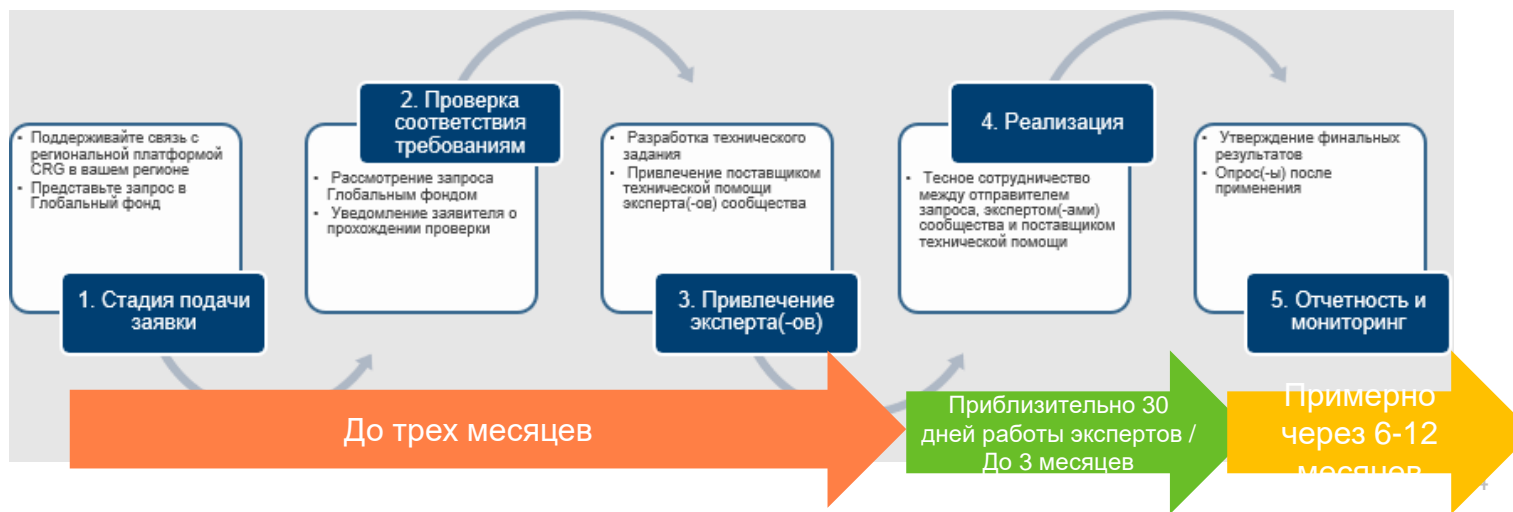 • Поддерживайте связь с
региональной платформой
CRG в вашем регионе
• Представьте запрос в
Глобальный фонд
1. Стадия подачи
заявки
2. Проверка
соответствия
требованиям
• Рассмотрение запроса
Глобальным фондом
• Уведомление заявителя о
прохождении проверки
• Разработка технического
задания
• Привлечение поставщиком
технической помощи
эксперта(-ов) сообщества
3. Привлечение
эксперта(-ов)
4. Реализация
• Тесное сотрудничество
между отправителем
запроса, экспертом(-ами)
сообщества и поставщиком
технической помощи
• Утверждение финальных
результатов
• Опрос(-ы) после
применения
5. Отчетность и
мониторинг
До трех месяцев
Приблизительно 30
дней работы экспертов /
До 3 месяцев
Примерно
через 6-12
месяцев